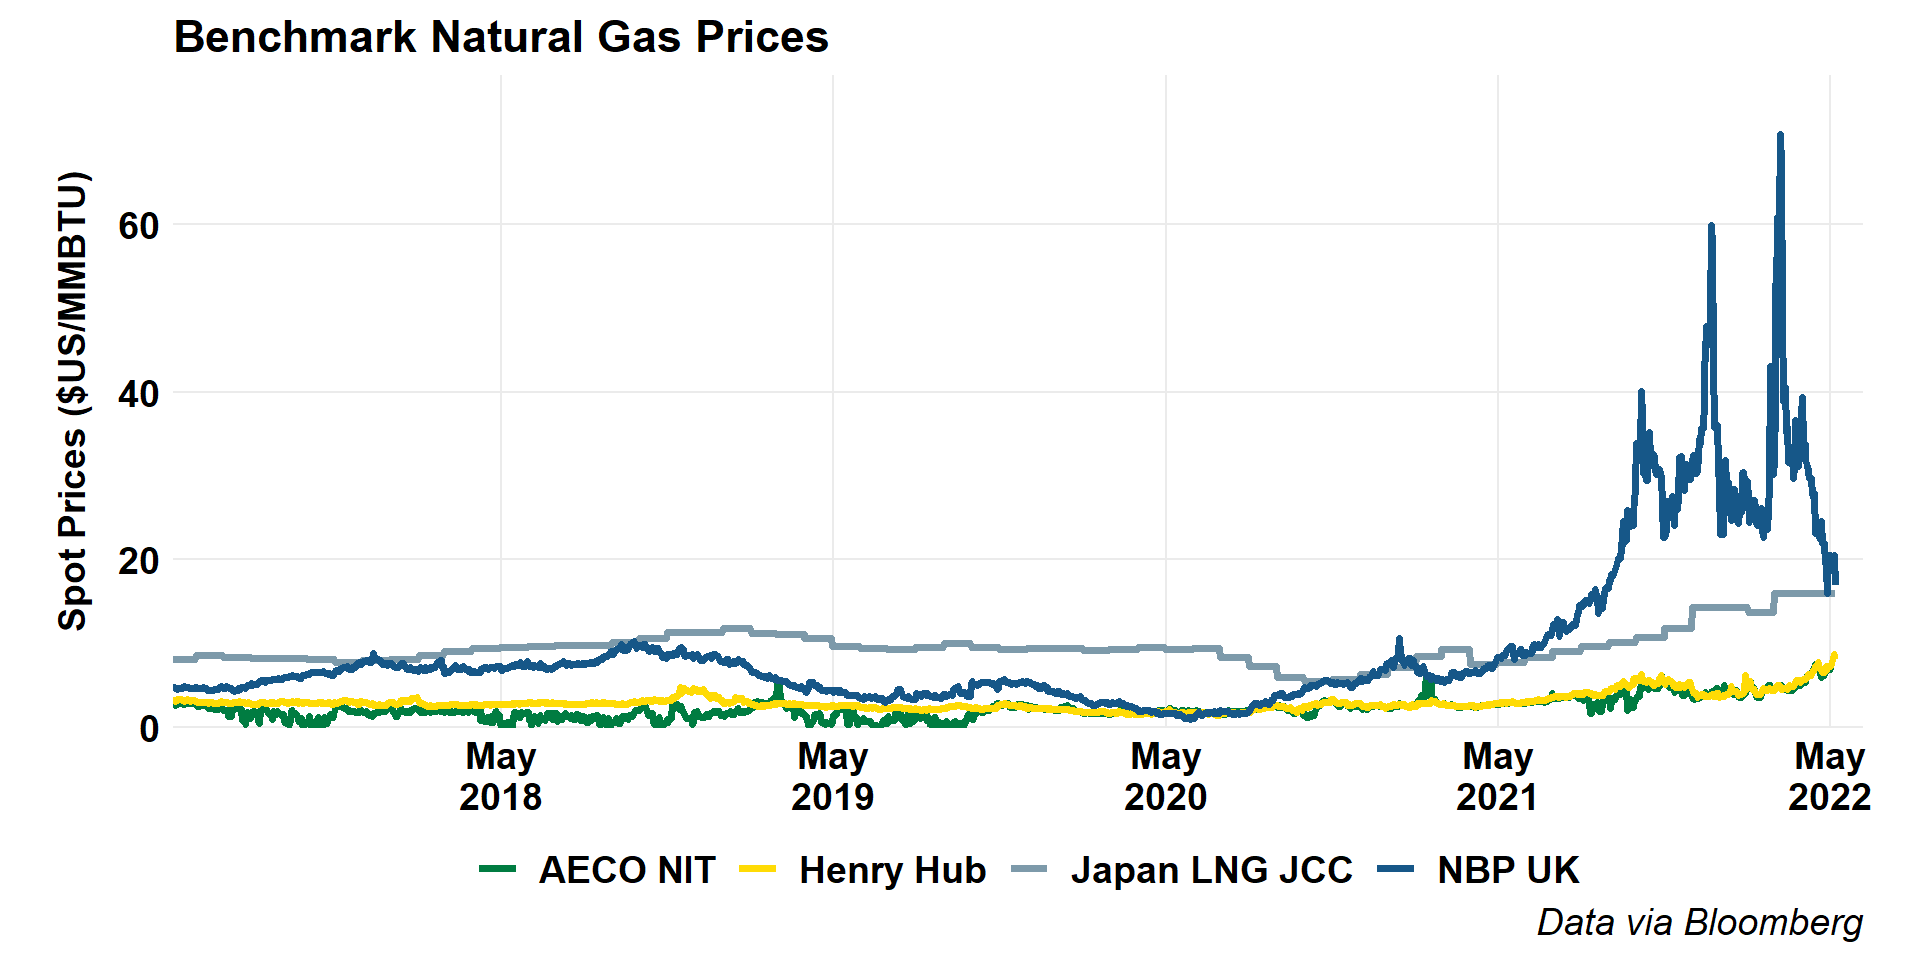 Benchmark Natural Gas Prices
Spot Prices ($US/MMBTU)
60
40
20
0
May
2018
May
2019
May
2020
May
2021
May
2022
AECO NIT
Henry Hub
Japan LNG JCC
NBP UK
Data via Bloomberg